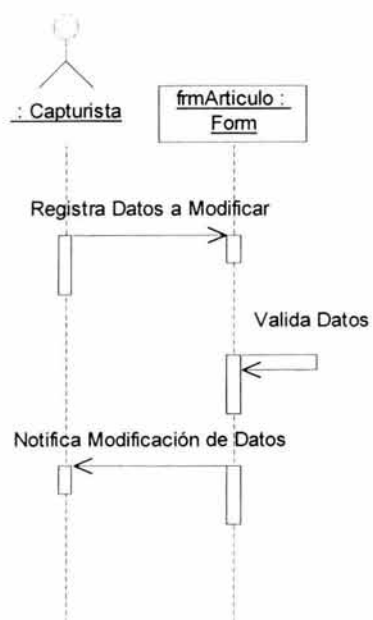 : Capturista
frmArticulo :
Form
Registra Datos a Modificar
Valida Datos
Notifica Modificación de Datos